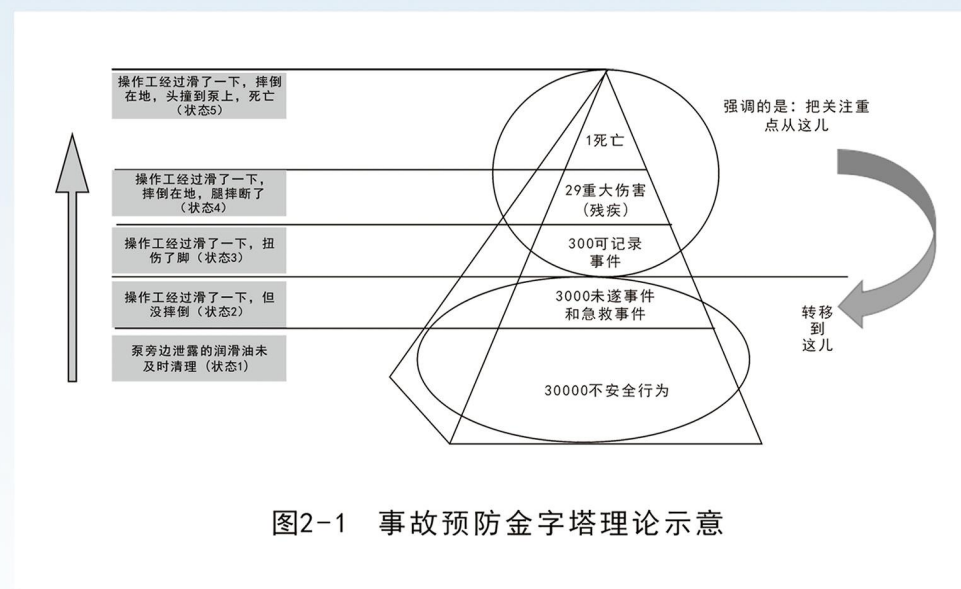 操作工经过滑了一下，摔倒
在地，头撞到泵上，死亡
（状态5）
操作工经过滑了一下，
摔倒在地，腿摔断了
（状态4）
操作工经过滑了一下，扭
伤了脚（状态3）
操作工经过滑了一下，但
没摔倒（状态2）
泵旁边泄露的润滑油未
及时清理（状态1）
1死亡
29重大伤害
（残疾）
300可记录
事件
3000未遂事件
和急救事件
30000不安全行为
强调的是：把关注重
点从这儿
转移
到
这儿
图2-1 事故预防金字塔理论示意